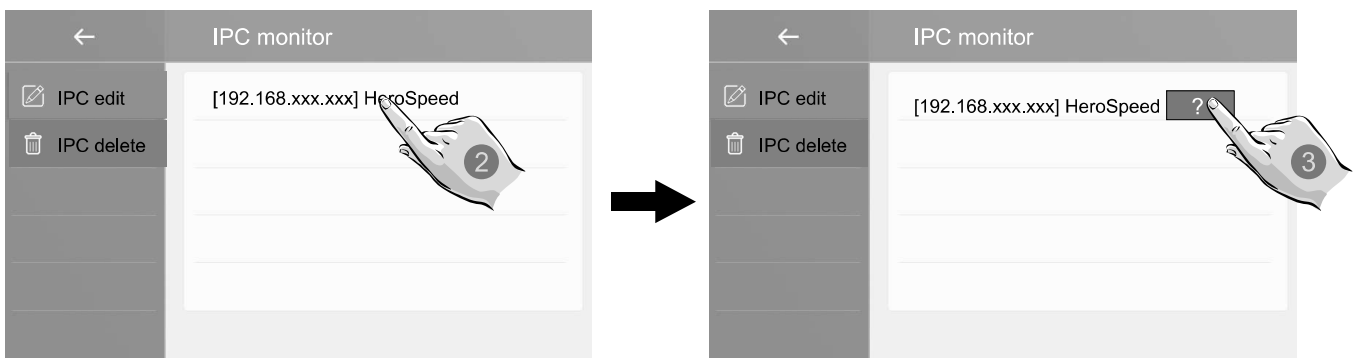 ← IPC monitor
IPC edit
IPC delete
[192.168.xxx.xxx] HeroSpeed
2
← IPC monitor
IPC edit
IPC delete
[192.168.xxx.xxx] HeroSpeed ?
3